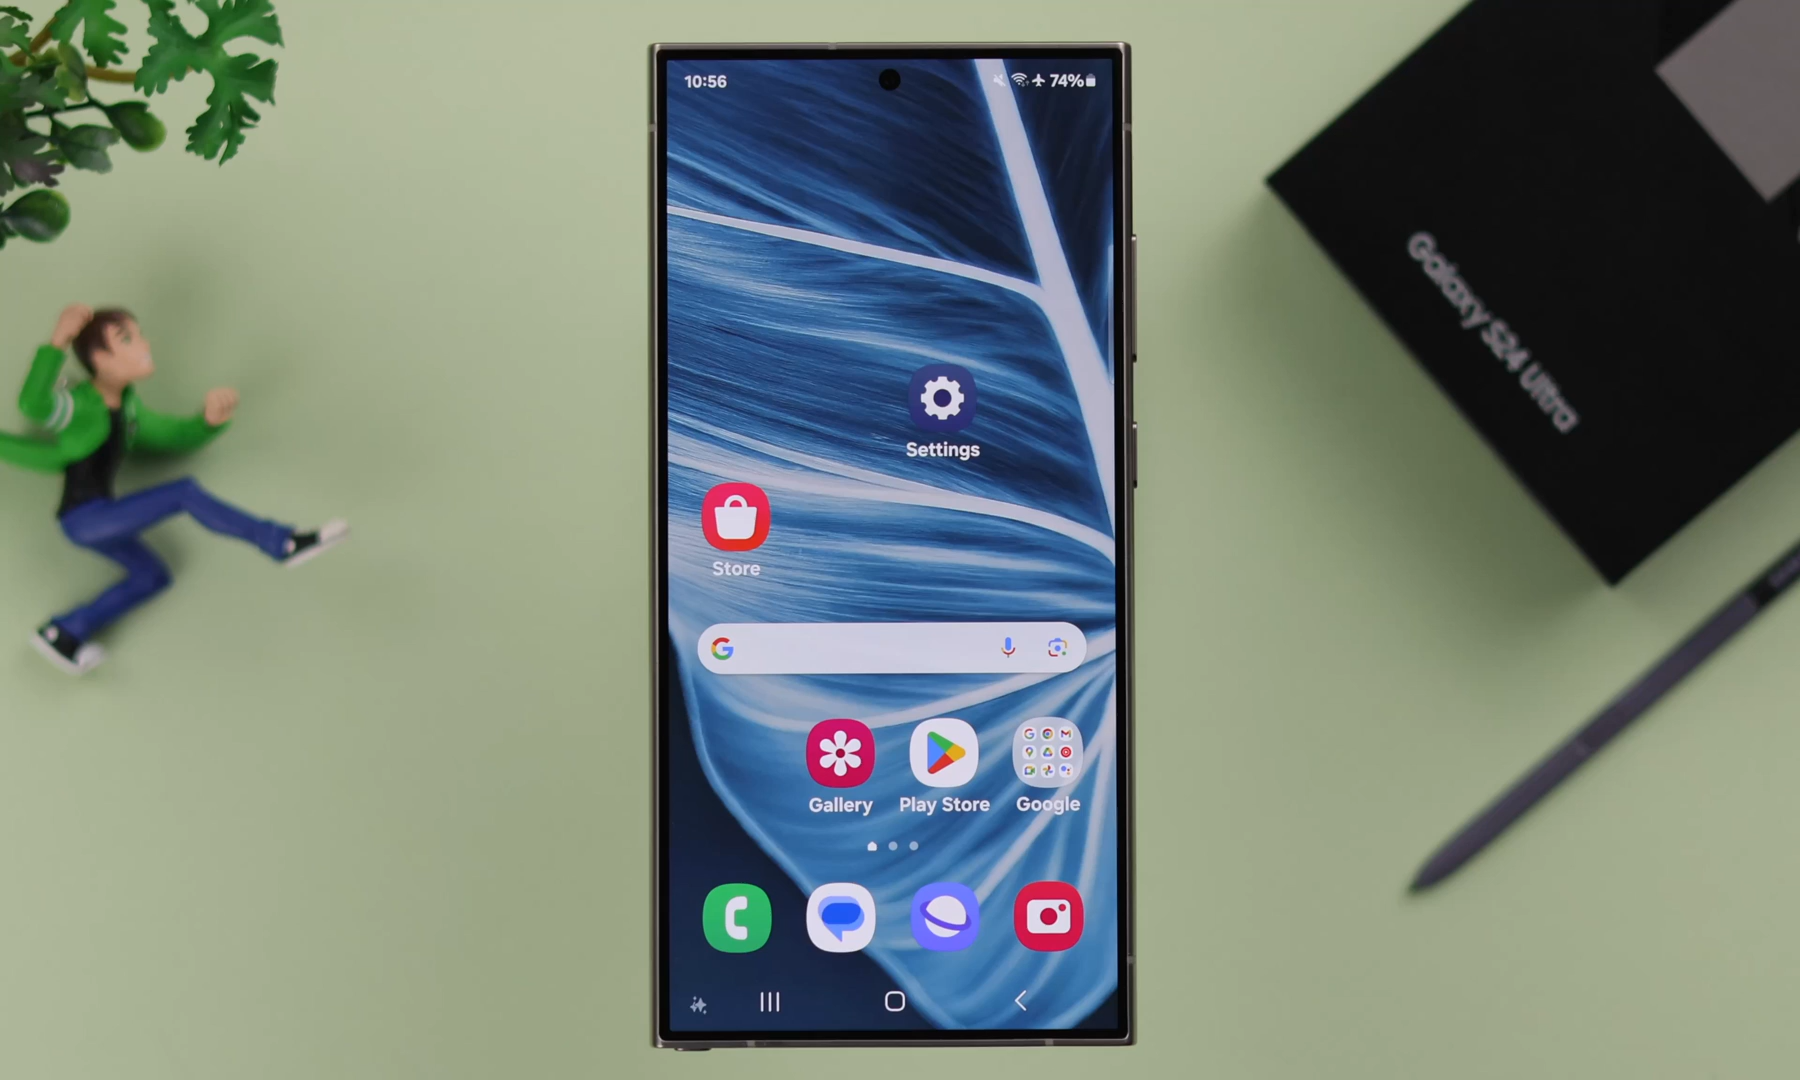 10:56
74%
Galaxy S24 Ultra
Settings
Store
Gallery
Play Store
Google